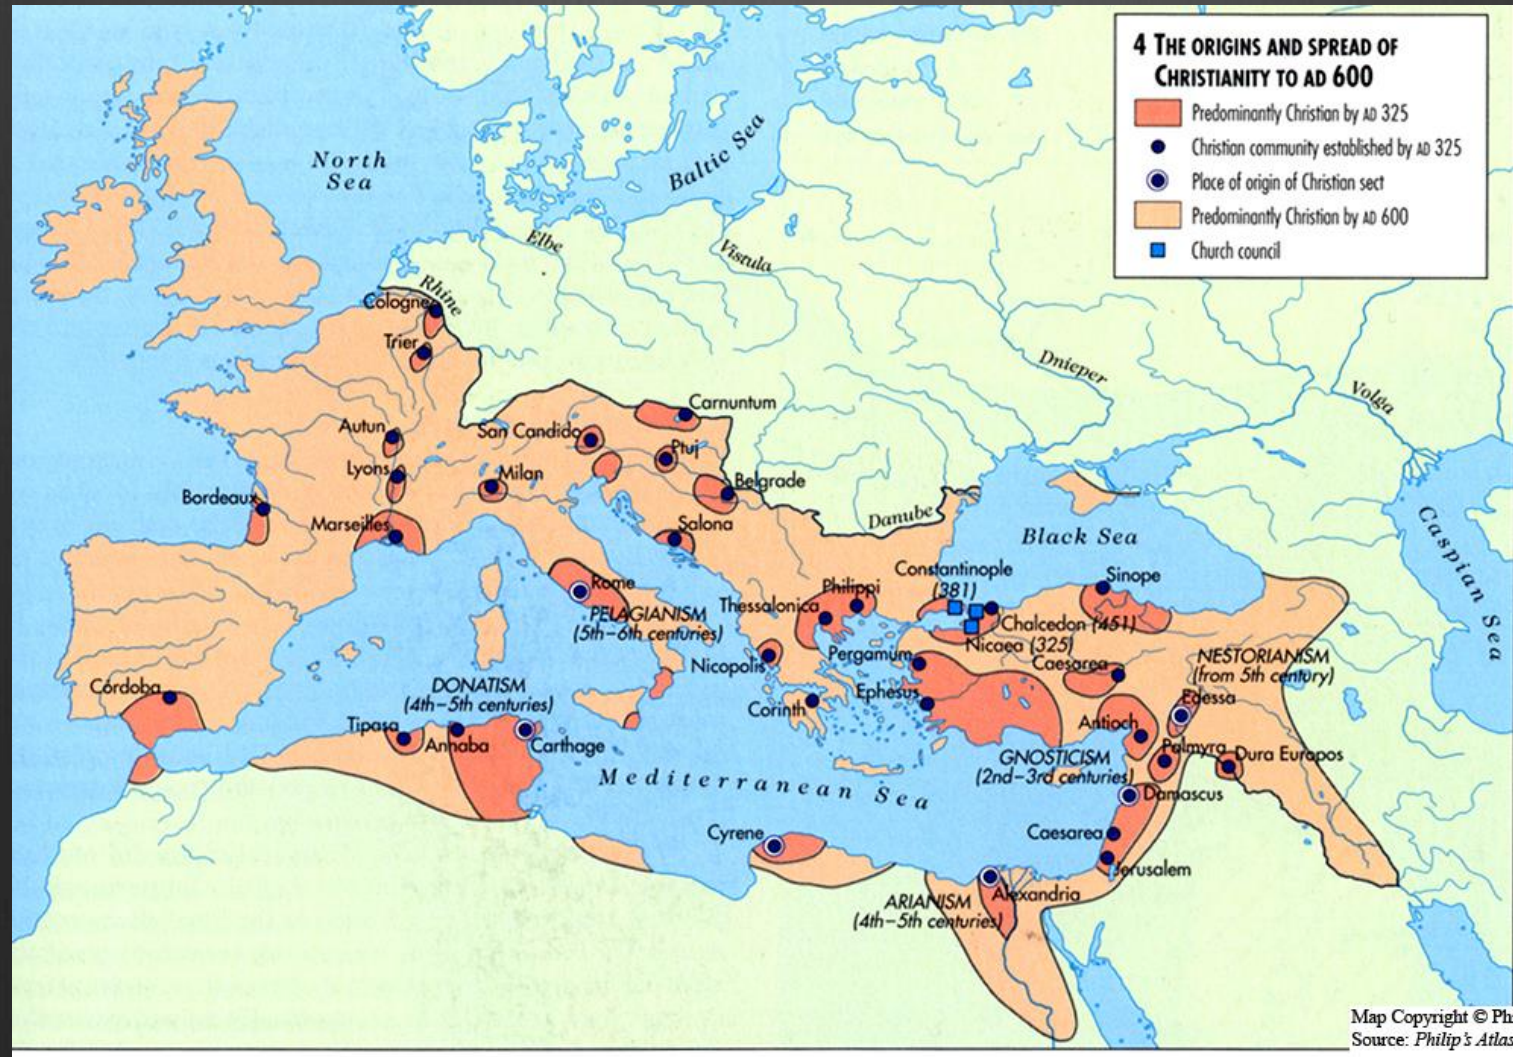 4 THE ORIGINS AND SPREAD OF
CHRISTIANITY TO AD 600
Predominantly Christian by AD 325
Christian community established by AD 325
Place of origin of Christian sect
Predominantly Christian by AD 600
Church council
North
Sea
Baltic Sea
Elbe
Vistula
Rhine
Cologne
Trier
Dnieper
Volga
Carnuntum
Autun
San Candido
Ptuj
Lyons
Milan
Belgrade
Bordeaux
Marseilles
Salona
Danube
Black Sea
Caspian Sea
Constantinople
(381)
Sinope
Rome
Philippi
Thessalonica
PELAGIANISM
(5th–6th centuries)
Chalcedon (451)
Nicaea (325)
Nicopolis
Pergamum
Caesarea
NESTORIANISM
(from 5th century)
Córdoba
DONATISM
(4th–5th centuries)
Ephesus
Edessa
Corinth
Antioch
Tipasa
Annaba
Carthage
Palmyra
Dura Europos
GNOSTICISM
(2nd–3rd centuries)
Mediterranean Sea
Damascus
Cyrene
Caesarea
Jerusalem
Alexandria
ARIANISM
(4th–5th centuries)
Map Copyright ©
Source: Philip's Atlas